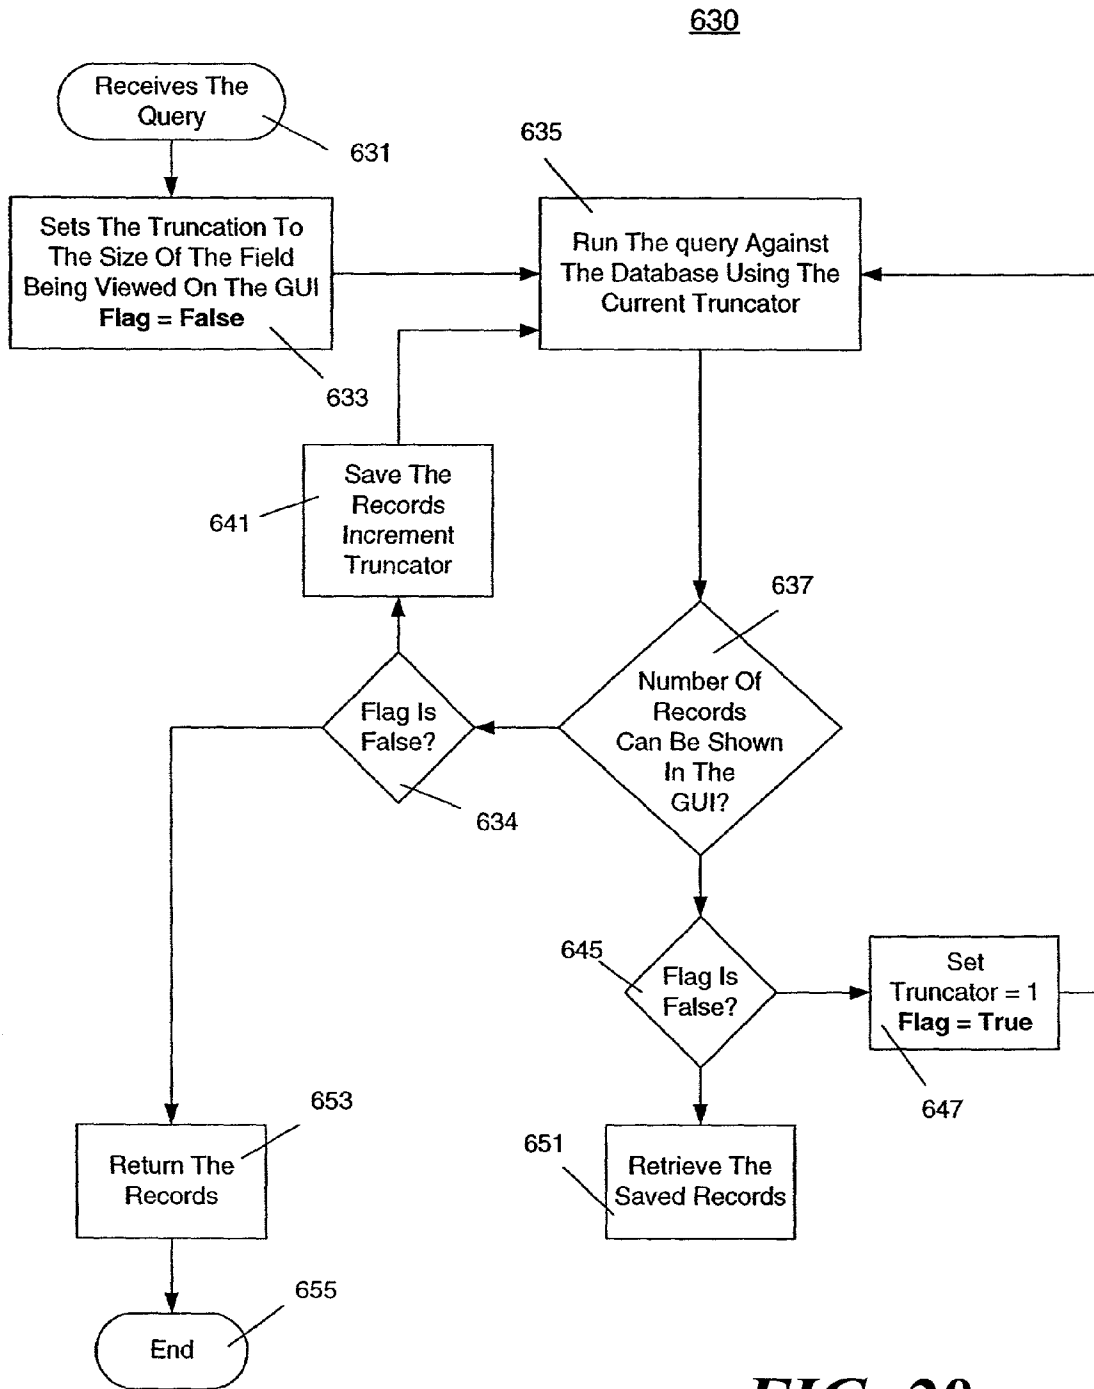 630
Receives The
Query
631
635
Sets The Truncation To
The Size Of The Field
Being Viewed On The GUI
Flag = False
633
Run The query Against
The Database Using The
Current Truncator
Save The
Records
Increment
Truncator
641
637
Number Of
Records
Can Be Shown
In The
GUI?
Flag Is
False?
634
645
Flag Is
False?
Set
Truncator = 1
Flag = True
647
653
Return The
Records
651
Retrieve The
Saved Records
655
End
FIG. 20